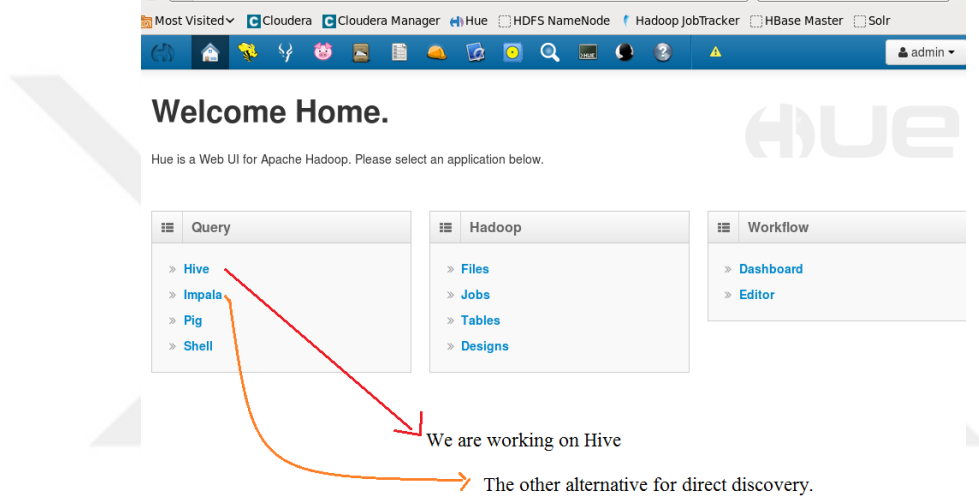 Most Visited Cloudera Cloudera Manager Hue HDFS NameNode Hadoop JobTracker HBase Master Solr
HUE admin
Welcome Home.
HUE
Hue is a Web UI for Apache Hadoop. Please select an application below.
Query Hadoop Workflow
Hive Files Dashboard
Impala Jobs Editor
Pig Tables
Shell Designs
We are working on Hive
The other alternative for direct discovery.